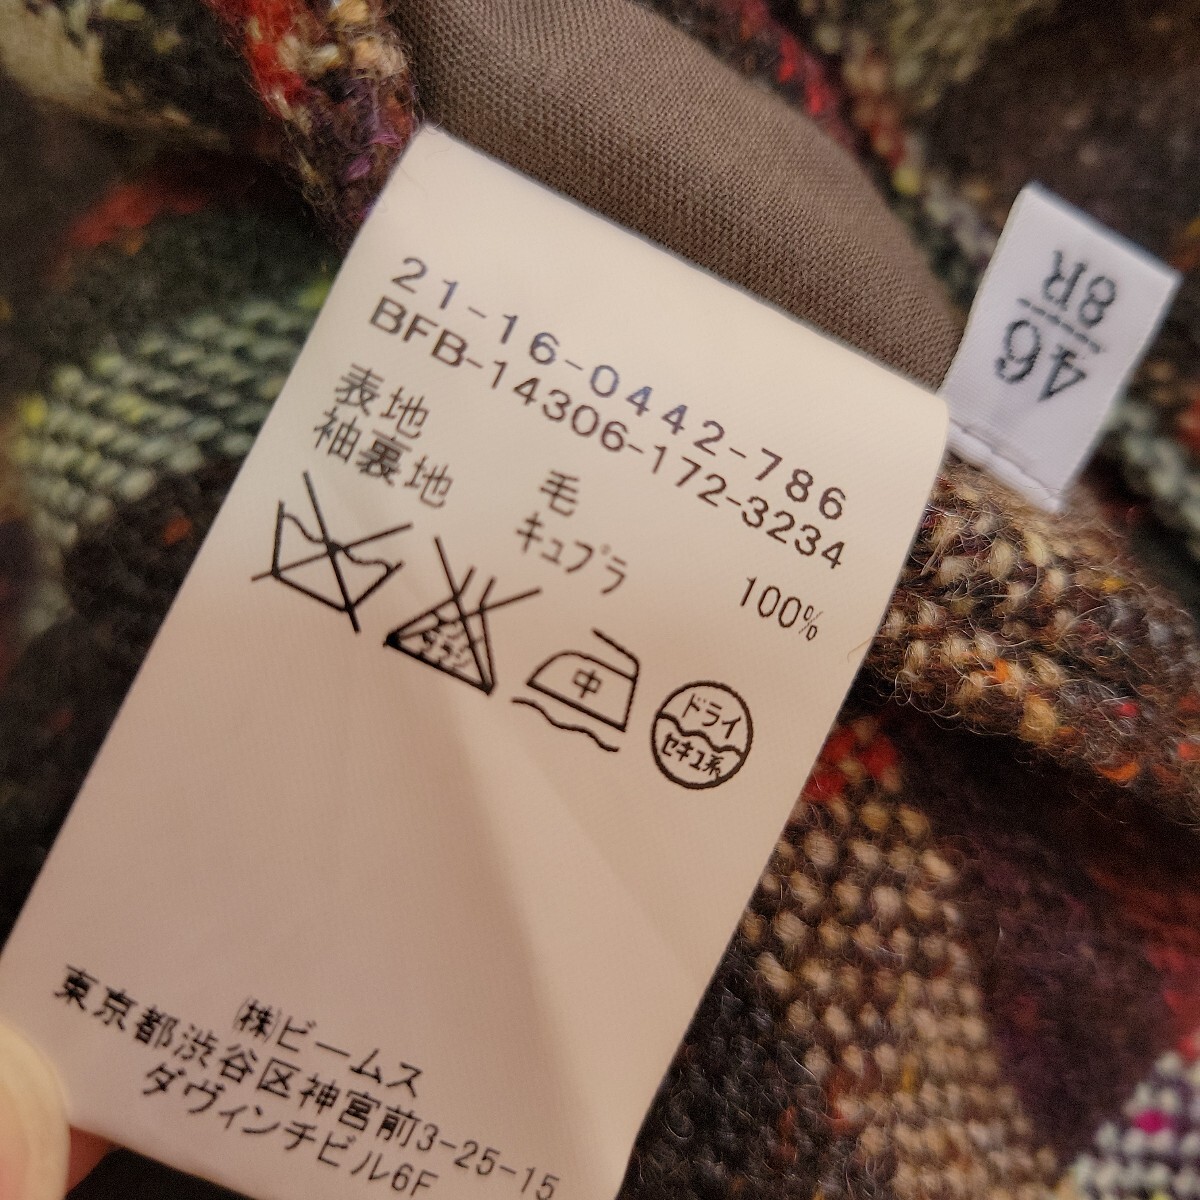 21-16-0442-786
BFB-14306-172-3234
表地 毛 100%
袖裏地 キュプラ
中
ドライ
セキユ系
㈱ビームス
東京都渋谷区神宮前3-25-15
ダヴィンチビル6F
46
8R